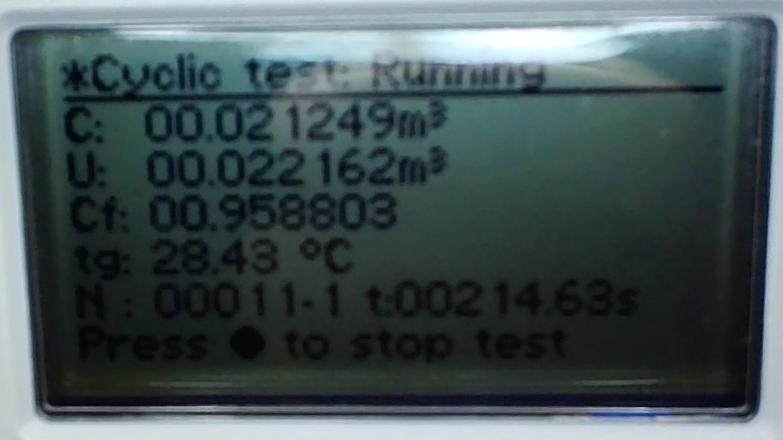 *Cyclic test: Running
C: 00.021249m³
U: 00.022162m³
Cf: 00.958803
tg: 28.43 °C
N : 00011-1 t:00214.63s
Press ● to stop test